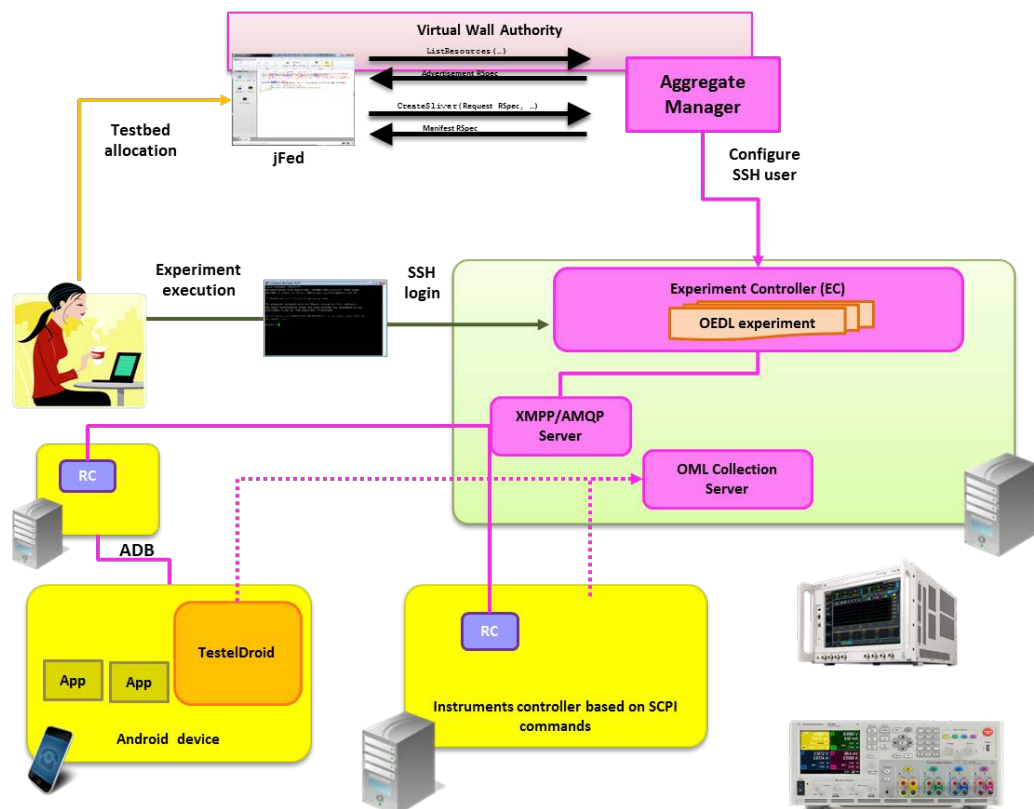 Virtual Wall Authority
ListResources(…)
Advertisement RSpec
CreateSliver(Request RSpec, …)
Manifest RSpec
Aggregate
Manager
jFed
Testbed
allocation
Configure
SSH user
Experiment
execution
SSH
login
Experiment Controller (EC)
OEDL experiment
XMPP/AMQP
Server
OML Collection
Server
RC
ADB
TestelDroid
App
App
Android device
RC
Instruments controller based on SCPI
commands